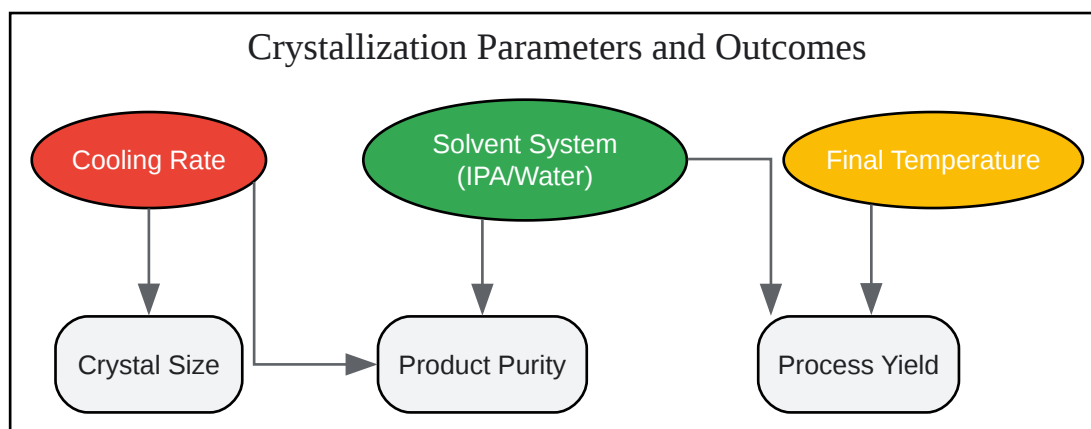 Crystallization Parameters and Outcomes
Cooling Rate
Solvent System
(IPA/Water)
Final Temperature
Crystal Size
Product Purity
Process Yield